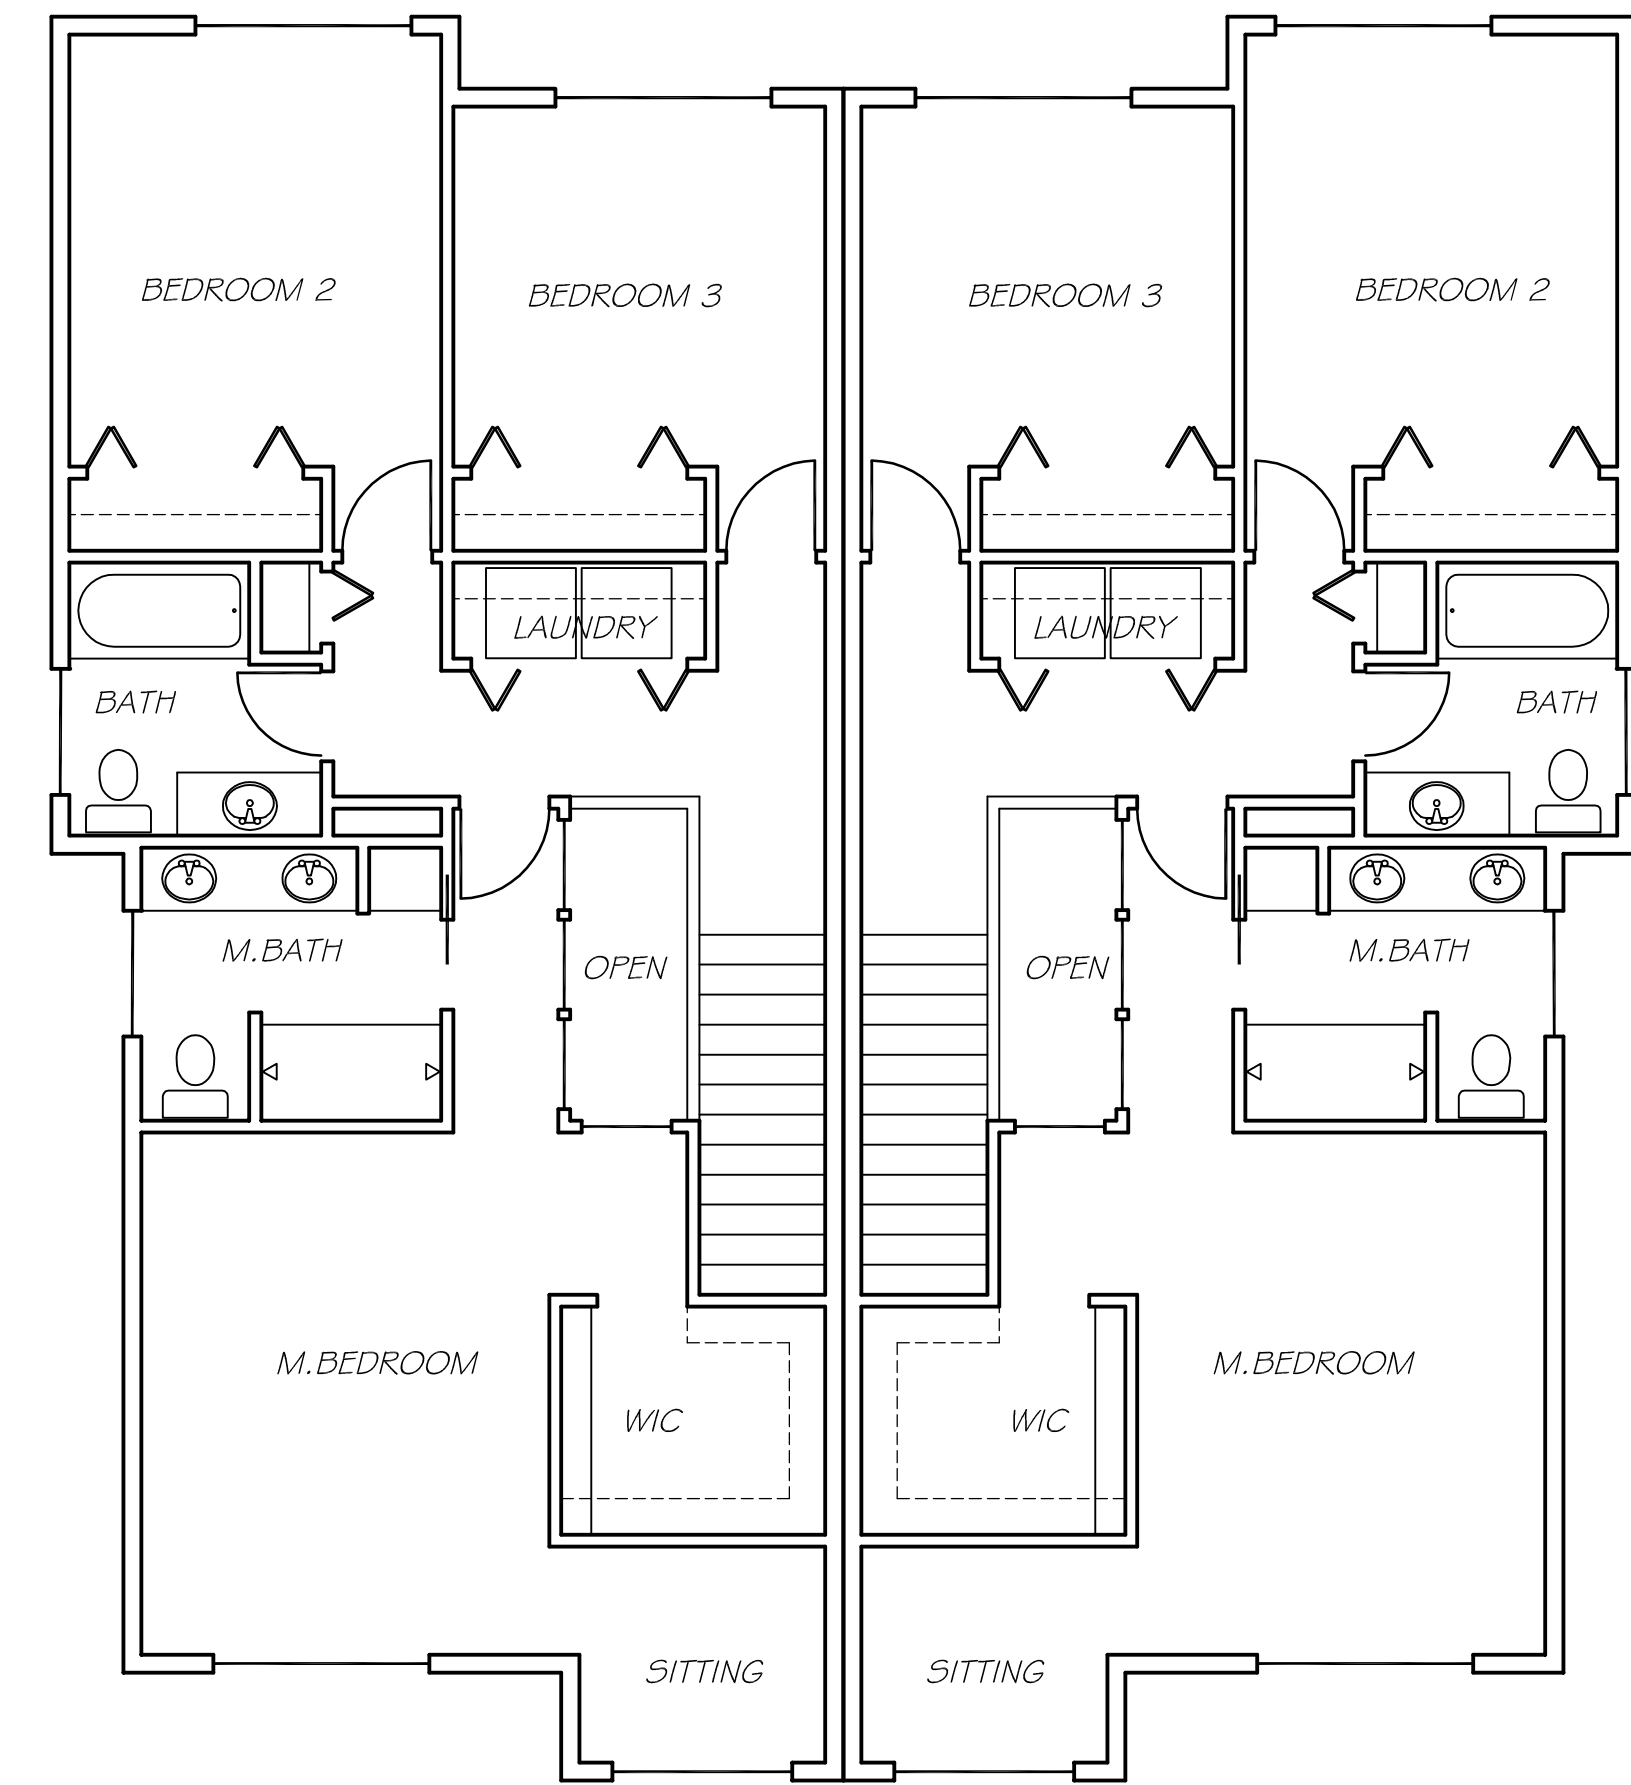 BEDROOM 2
BEDROOM 3
BEDROOM 3
BEDROOM 2
LAUNDRY
LAUNDRY
BATH
BATH
M.BATH
OPEN
OPEN
M.BATH
M.BEDROOM
M.BEDROOM
WIC
WIC
SITTING
SITTING